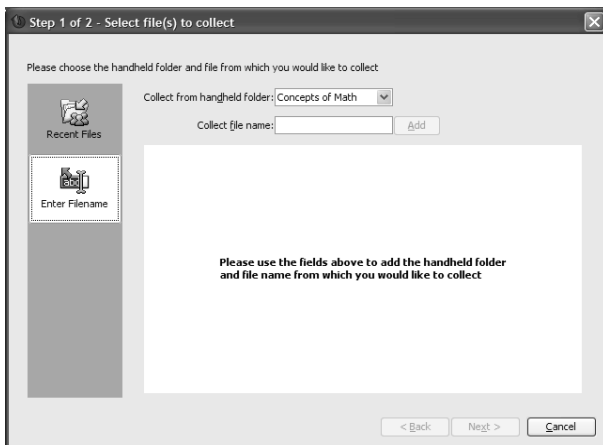 Step 1 of 2 - Select file(s) to collect
Please choose the handheld folder and file from which you would like to collect
Collect from handheld folder: Concepts of Math
Recent Files
Collect file name: Add
abc
Enter Filename
Please use the fields above to add the handheld folder
and file name from which you would like to collect
< Back Next > Cancel